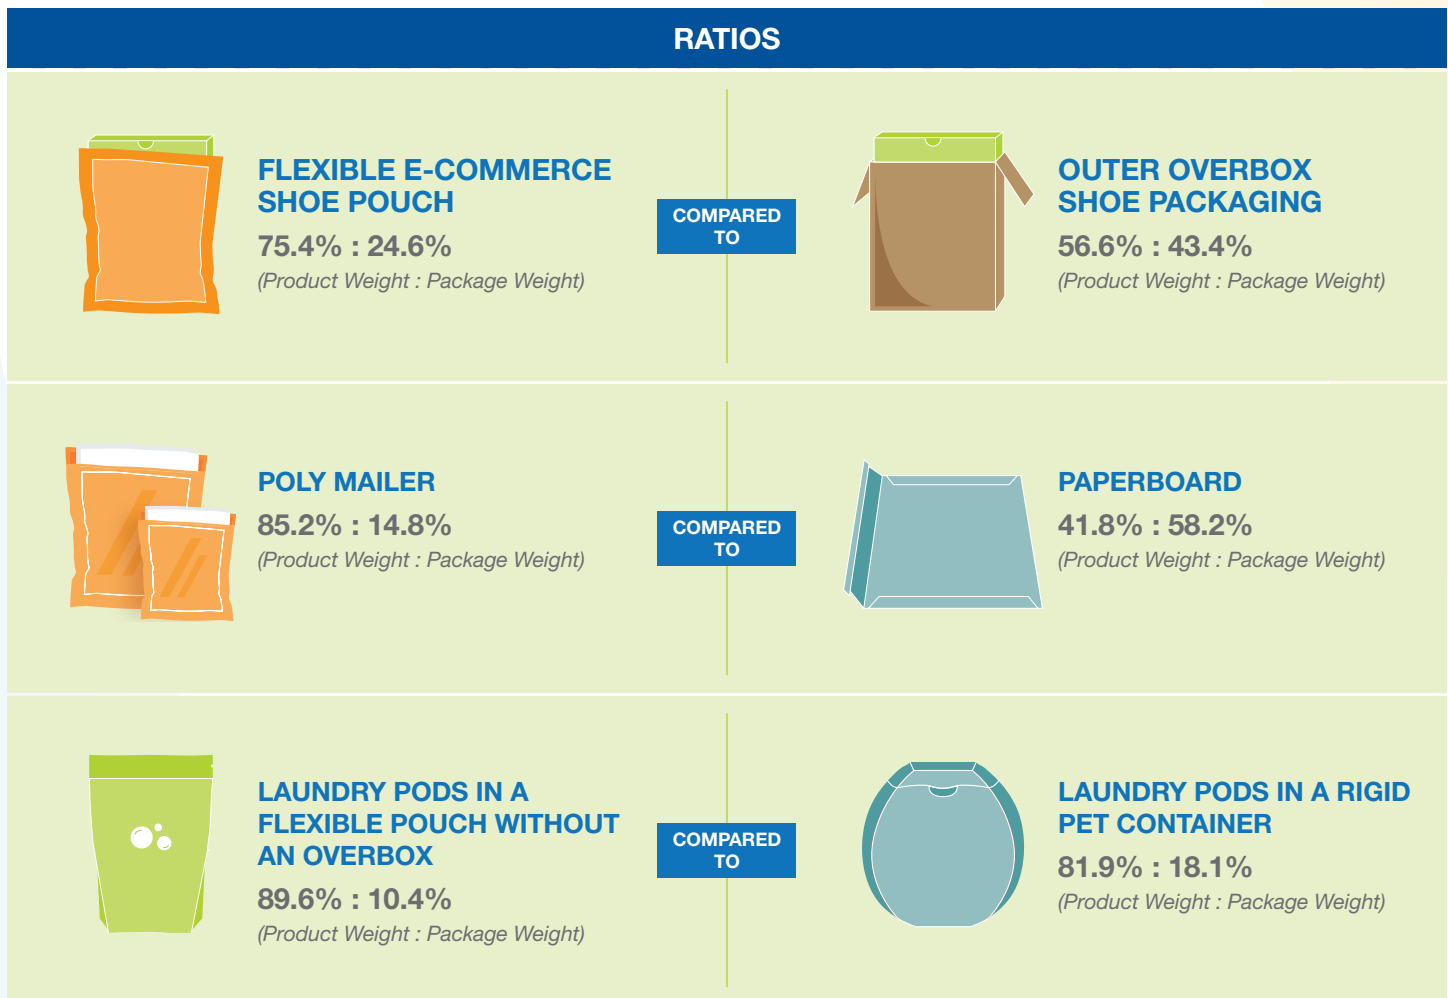 RATIOS
FLEXIBLE E-COMMERCE
SHOE POUCH
75.4% : 24.6%
(Product Weight : Package Weight)
COMPARED
TO
OUTER OVERBOX
SHOE PACKAGING
56.6% : 43.4%
(Product Weight : Package Weight)
POLY MAILER
85.2% : 14.8%
(Product Weight : Package Weight)
COMPARED
TO
PAPERBOARD
41.8% : 58.2%
(Product Weight : Package Weight)
LAUNDRY PODS IN A
FLEXIBLE POUCH WITHOUT
AN OVERBOX
89.6% : 10.4%
(Product Weight : Package Weight)
COMPARED
TO
LAUNDRY PODS IN A RIGID
PET CONTAINER
81.9% : 18.1%
(Product Weight : Package Weight)